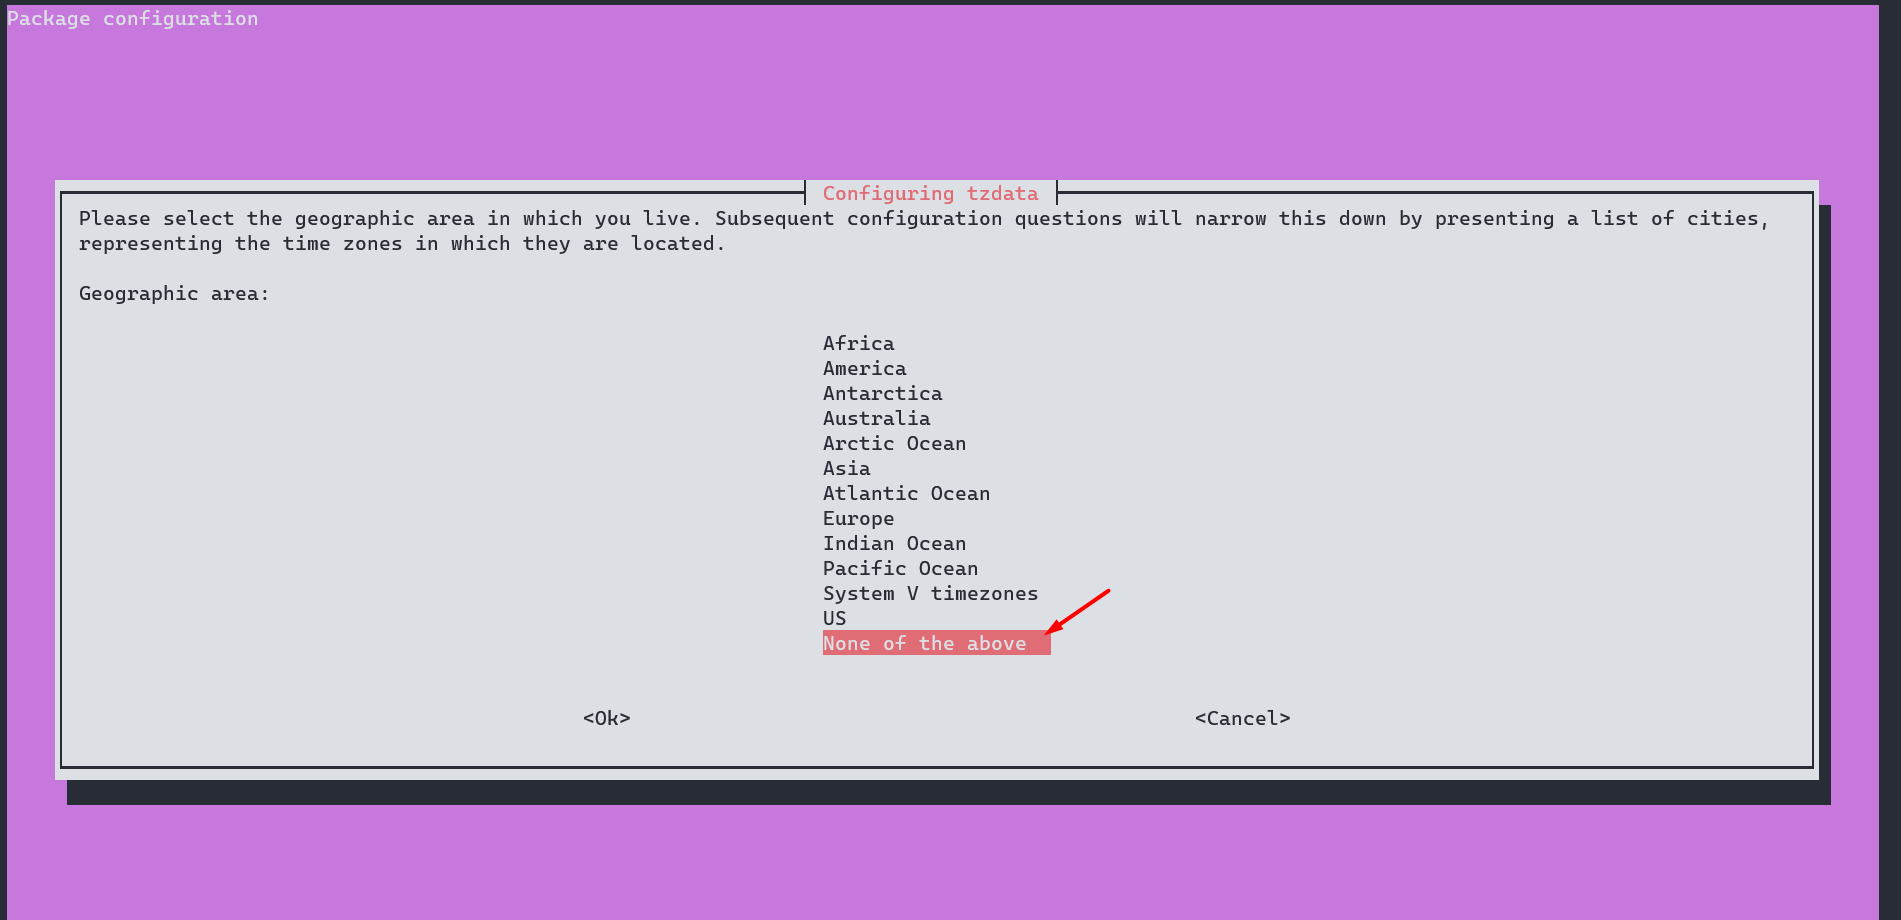 Package configuration
Configuring tzdata
Please select the geographic area in which you live. Subsequent configuration questions will narrow this down by presenting a list of cities,
representing the time zones in which they are located.
Geographic area:
Africa
America
Antarctica
Australia
Arctic Ocean
Asia
Atlantic Ocean
Europe
Indian Ocean
Pacific Ocean
System V timezones
US
None of the above
<Ok> <Cancel>